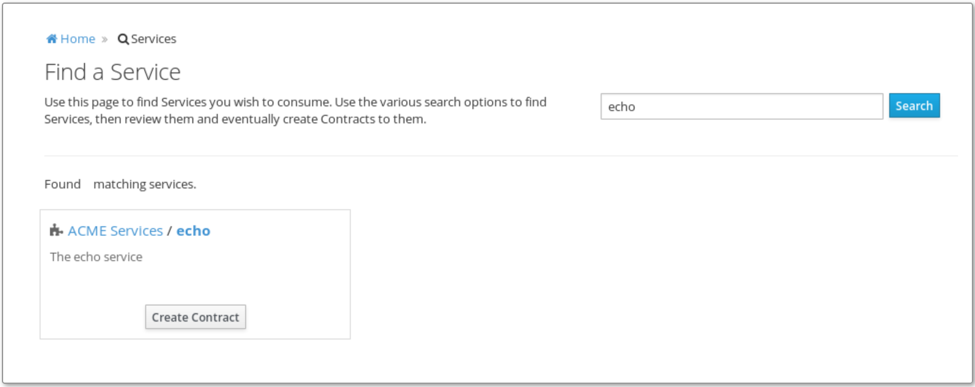 Home » Services
Find a Service
Use this page to find Services you wish to consume. Use the various search options to find
Services, then review them and eventually create Contracts to them.
echo
Search
Found matching services.
ACME Services / echo
The echo service
Create Contract